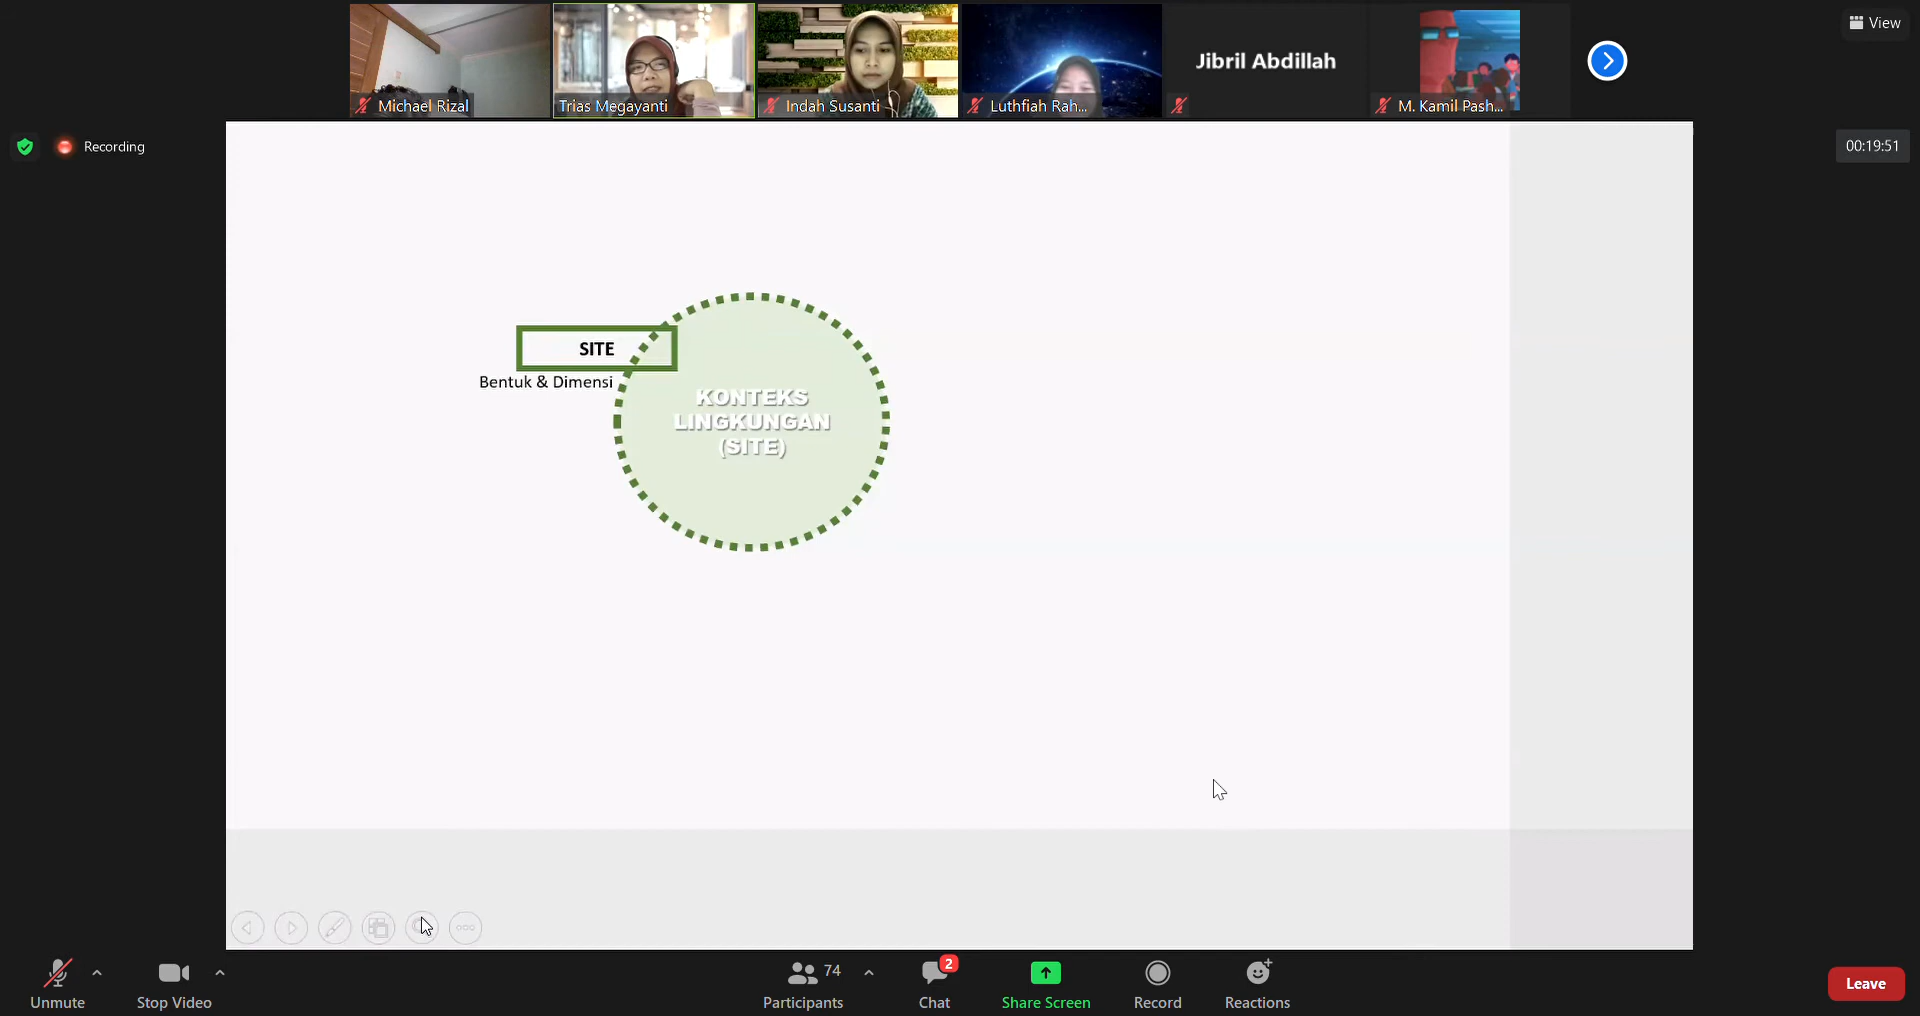 View
Jibril Abdillah
Michael Rizal
Trias Megayanti
Indah Susanti
Luthfiah Rah...
M. Kamil Pash...
Recording
00:19:51
SITE
Bentuk & Dimensi
KONTEKS
LINGKUNGAN
(SITE)
Unmute
Stop Video
74
Participants
2
Chat
Share Screen
Record
Reactions
Leave